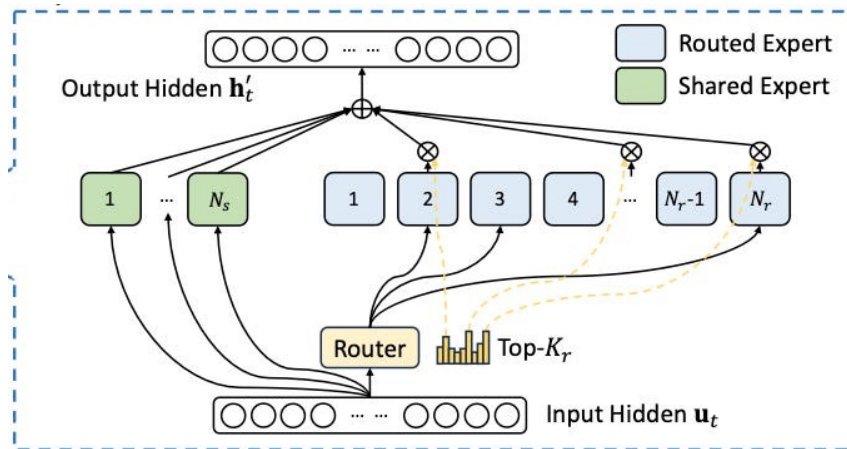 Routed Expert
Output Hidden h′ₜ
Shared Expert
1 ... Nₛ 1 2 3 4 ... Nᵣ-1 Nᵣ
Router
Top-Kᵣ
Input Hidden uₜ